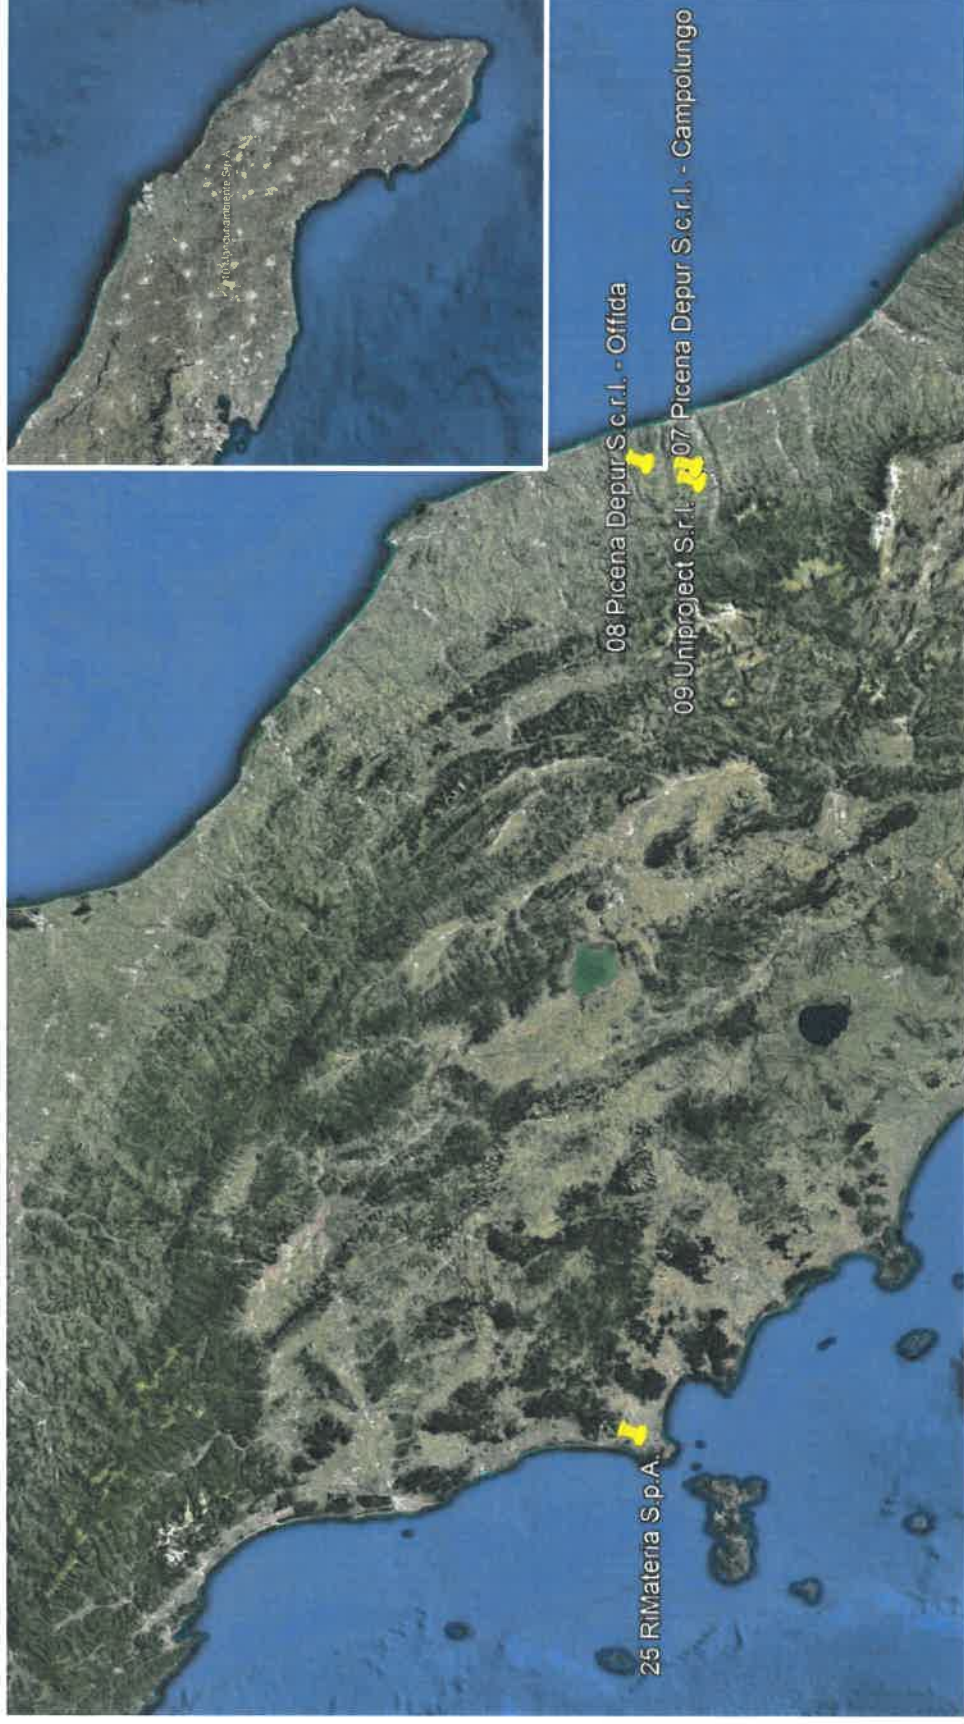 08 Picena Depur S.c.r.l. - Offida
09 Uniproject S.r.l.
07 Picena Depur S.c.r.l. - Campolungo
25 RiMateria S.p.A.